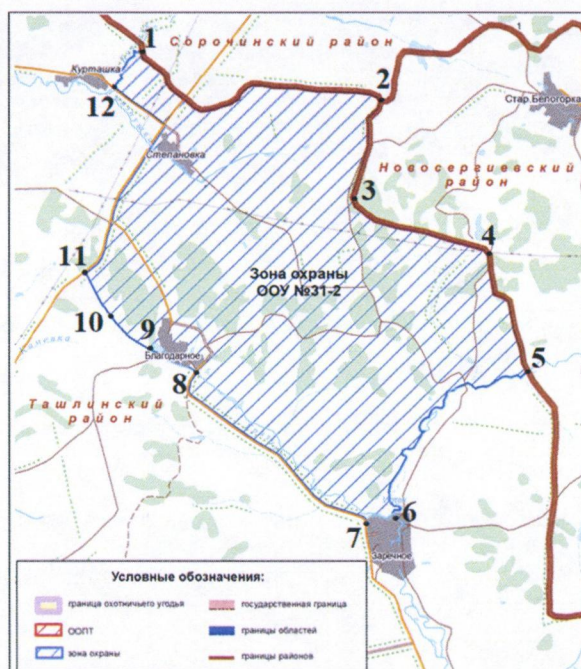 1
1
Сорочинский район
Курташка
2
12
Стар.Белогорка
Степановка
Новосергиевский
район
3
4
11
Зона охраны
ООУ №31-2
10
9
Благодарное
5
8
Ташлинский
район
6
7
Заречное
Условные обозначения:
граница охотничьего угодья
государственная граница
ООПТ
границы областей
зона охраны
границы районов